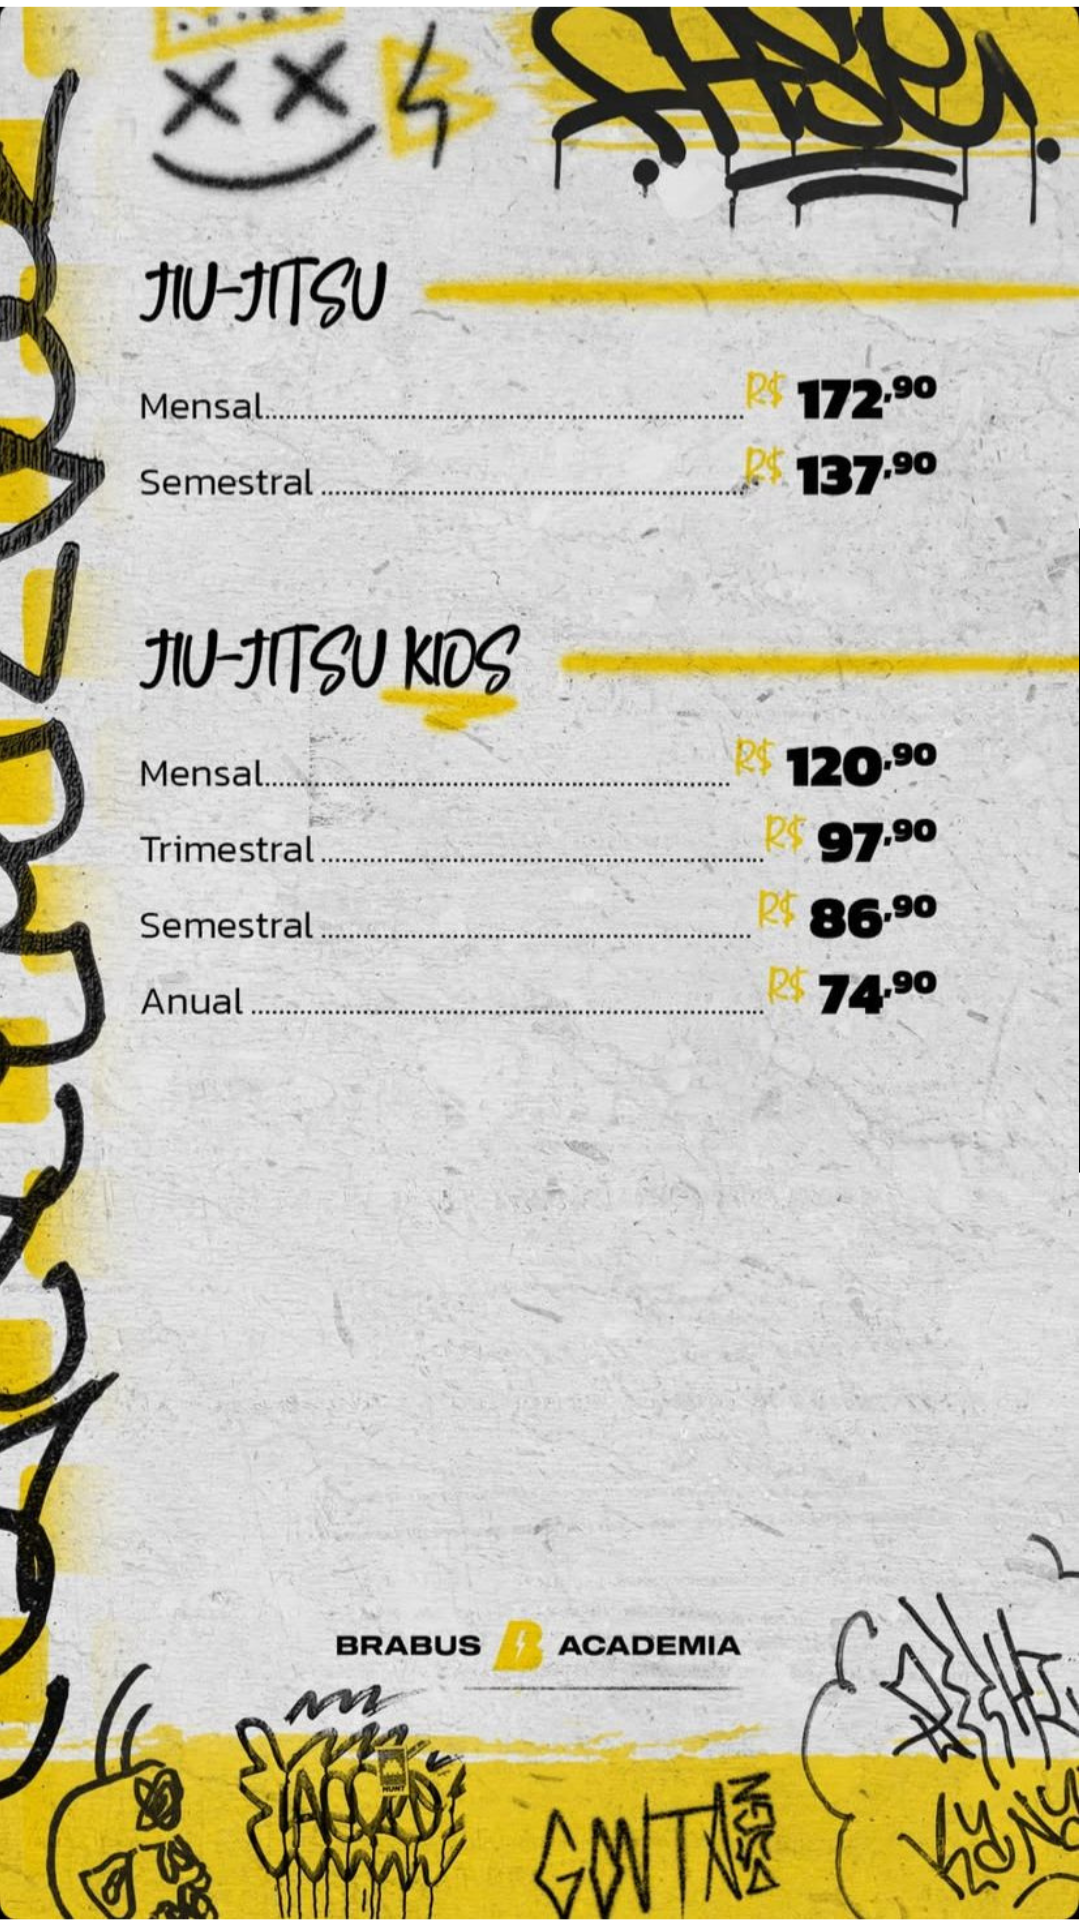 JIU-JITSU
Mensal........ R$ 172,90
Semestral ........ R$ 137,90
JIU-JITSU KIDS
Mensal........ R$ 120,90
Trimestral ........ R$ 97,90
Semestral ........ R$ 86,90
Anual ........ R$ 74,90
BRABUS B ACADEMIA